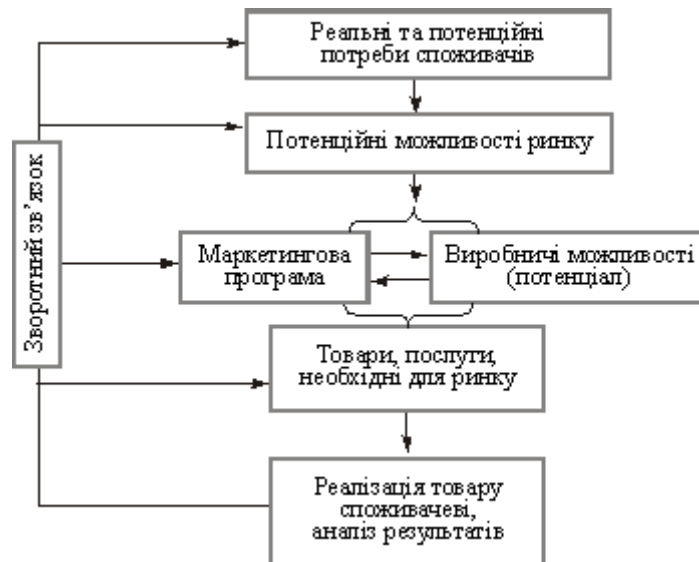 Реальні та потенційні
потреби споживачів
Потенційні можливості ринку
Зворотний зв’язок
Маркетингова
програма
Виробничі можливості
(потенціал)
Товари, послуги,
необхідні для ринку
Реалізація товару
споживачеві,
аналіз результатів